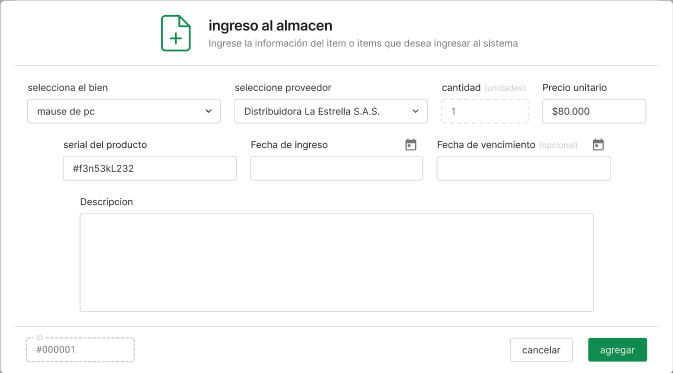 ingreso al almacen
Ingrese la información del item o items que desea ingresar al sistema
selecciona el bien
seleccione proveedor
cantidad (unidades)
Precio unitario
mause de pc
Distribuidora La Estrella S.A.S.
1
$80.000
serial del producto
Fecha de ingreso
Fecha de vencimiento (opcional)
#f3n53kL232
Descripcion
ID
#000001
cancelar
agregar